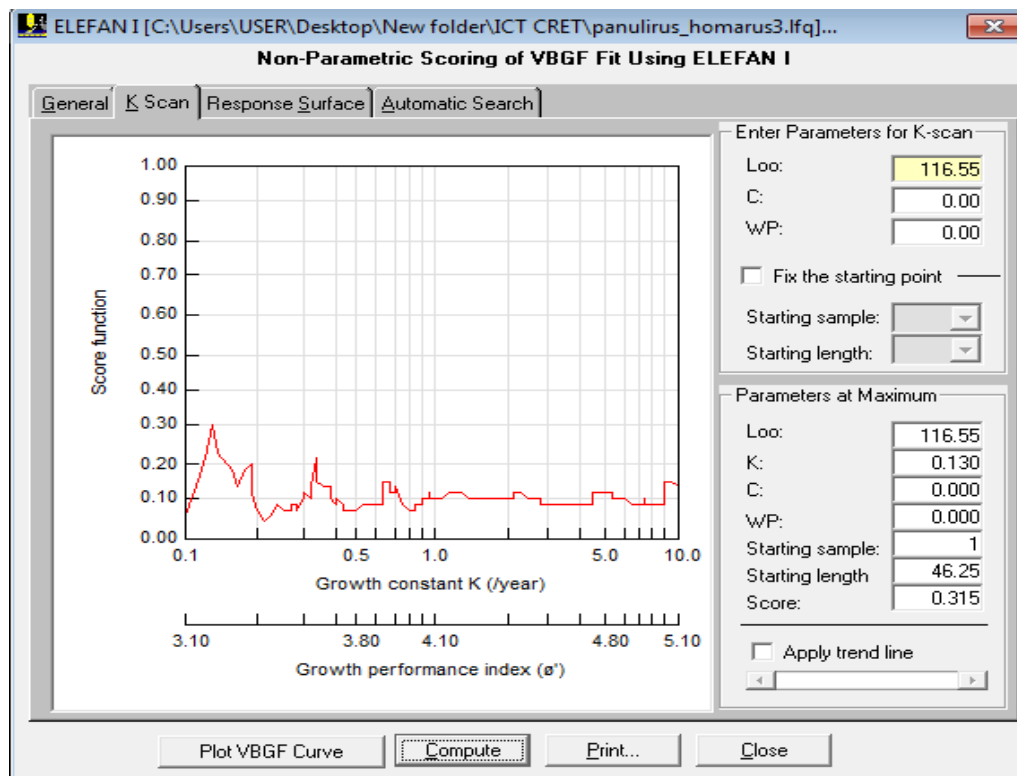 ELEFAN I [C:\Users\USER\Desktop\New folder\ICT CRET\panulirus_homarus3.lfq]...
Non-Parametric Scoring of VBGF Fit Using ELEFAN I
General K Scan Response Surface Automatic Search
Score function
1.00
0.90
0.80
0.70
0.60
0.50
0.40
0.30
0.20
0.10
0.00
0.1 0.5 1.0 5.0 10.0
Growth constant K (/year)
3.10 3.80 4.10 4.80 5.10
Growth performance index (ø')
Enter Parameters for K-scan
Loo: 116.55
C: 0.00
WP: 0.00
Fix the starting point
Starting sample:
Starting length:
Parameters at Maximum
Loo: 116.55
K: 0.130
C: 0.000
WP: 0.000
Starting sample: 1
Starting length 46.25
Score: 0.315
Apply trend line
Plot VBGF Curve Compute Print... Close